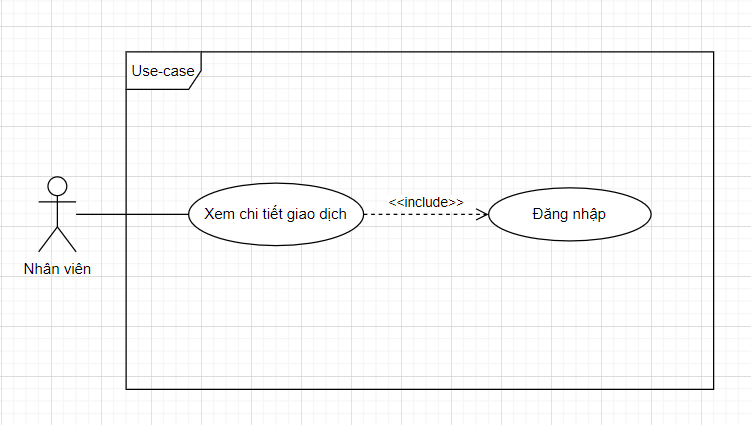 Use-case
Xem chi tiết giao dịch
<<include>>
Đăng nhập
Nhân viên